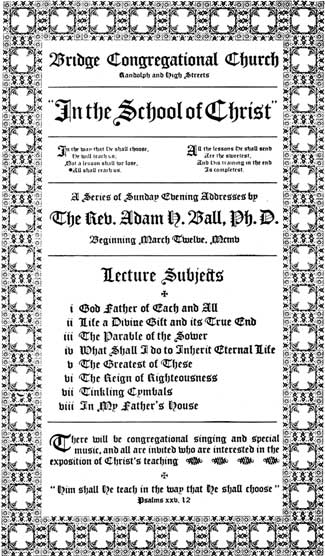 Bridge Congregational Church
Randolph and High Streets
"In the School of Christ"
In the way that He shall choose,
He will teach us;
Not a lesson shall we lose,
All shall reach us.
All the lessons He shall send
Are the sweetest,
And His training in the end
Is completest.
A Series of Sunday Evening Addresses by
The Rev. Adam H. Ball, Ph. D.
Beginning March Twelve, Mcmv
Lecture Subjects
i God Father of Each and All
ii Life a Divine Gift and its True End
iii The Parable of the Sower
iv What Shall I do to Inherit Eternal Life
v The Greatest of These
vi The Reign of Righteousness
vii Tinkling Cymbals
viii In My Father's House
There will be congregational singing and special
music, and all are invited who are interested in the
exposition of Christ's teaching
"Him shall He teach in the way that He shall choose"
Psalms xxv. 12